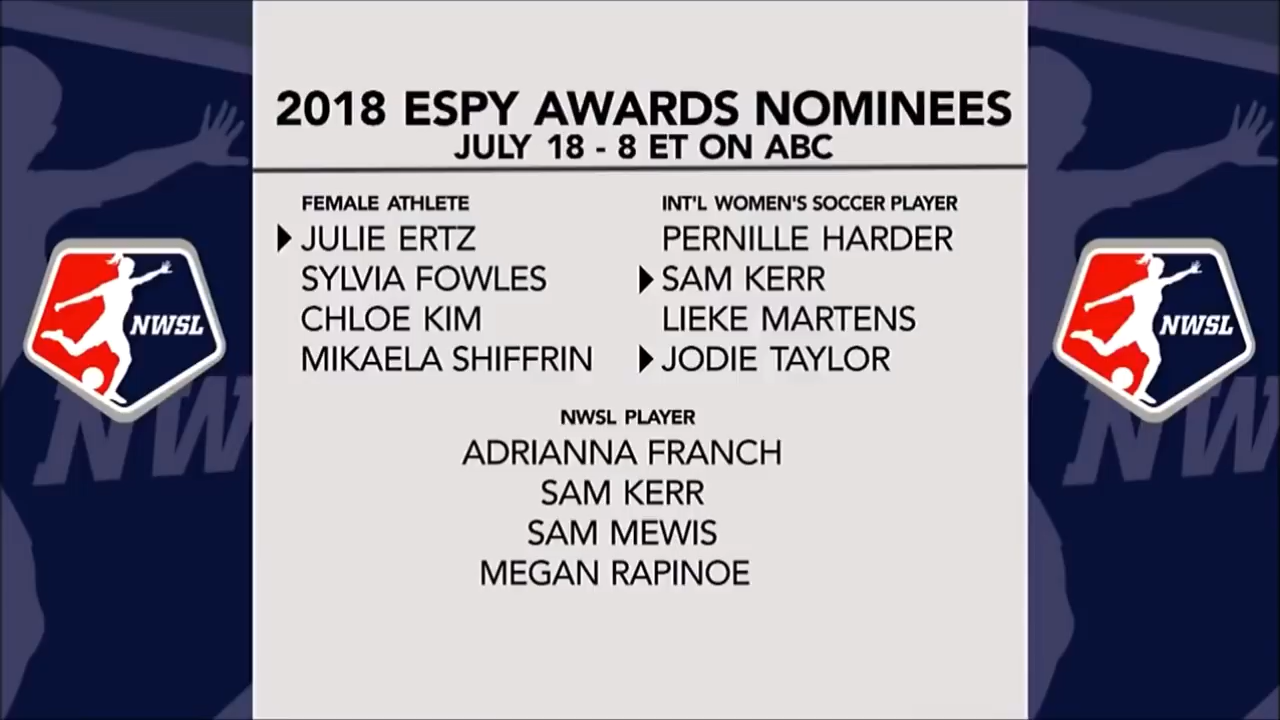 2018 ESPY AWARDS NOMINEES
JULY 18 - 8 ET ON ABC
FEMALE ATHLETE
JULIE ERTZ
SYLVIA FOWLES
CHLOE KIM
MIKAELA SHIFFRIN
INT'L WOMEN'S SOCCER PLAYER
PERNILLE HARDER
SAM KERR
LIEKE MARTENS
JODIE TAYLOR
NWSL PLAYER
ADRIANNA FRANCH
SAM KERR
SAM MEWIS
MEGAN RAPINOE
NWSL
NWSL
NW
NW